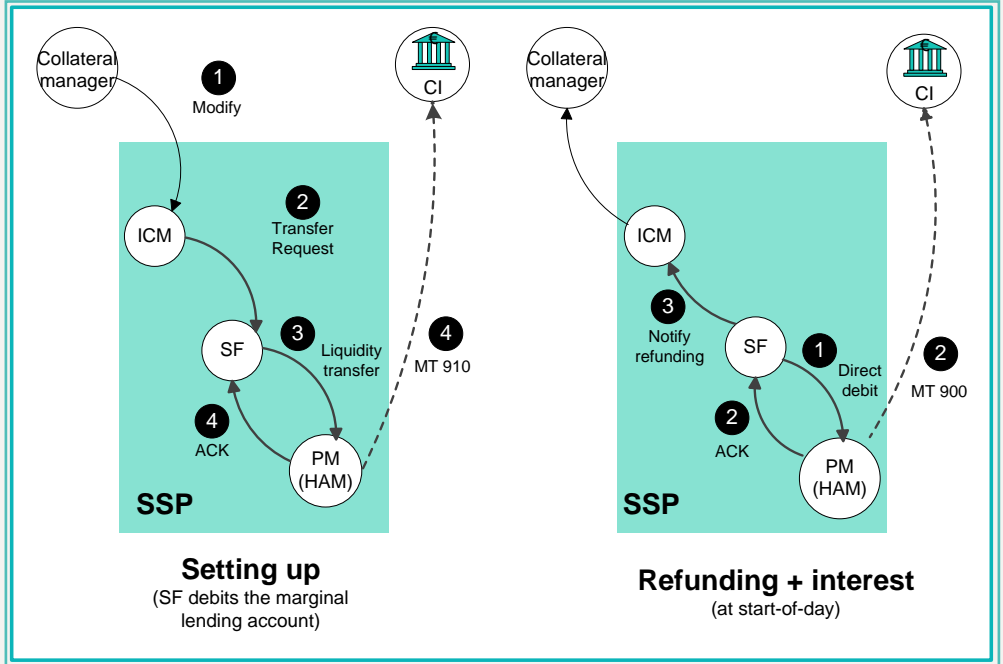 Collateral
manager
1
Modify
€
CI
ICM
2
Transfer
Request
SF
3
Liquidity
transfer
4
MT 910
4
ACK
PM
(HAM)
SSP
Setting up
(SF debits the marginal
lending account)
Collateral
manager
€
CI
ICM
3
Notify
refunding
SF
1
Direct
debit
2
MT 900
2
ACK
PM
(HAM)
SSP
Refunding + interest
(at start-of-day)